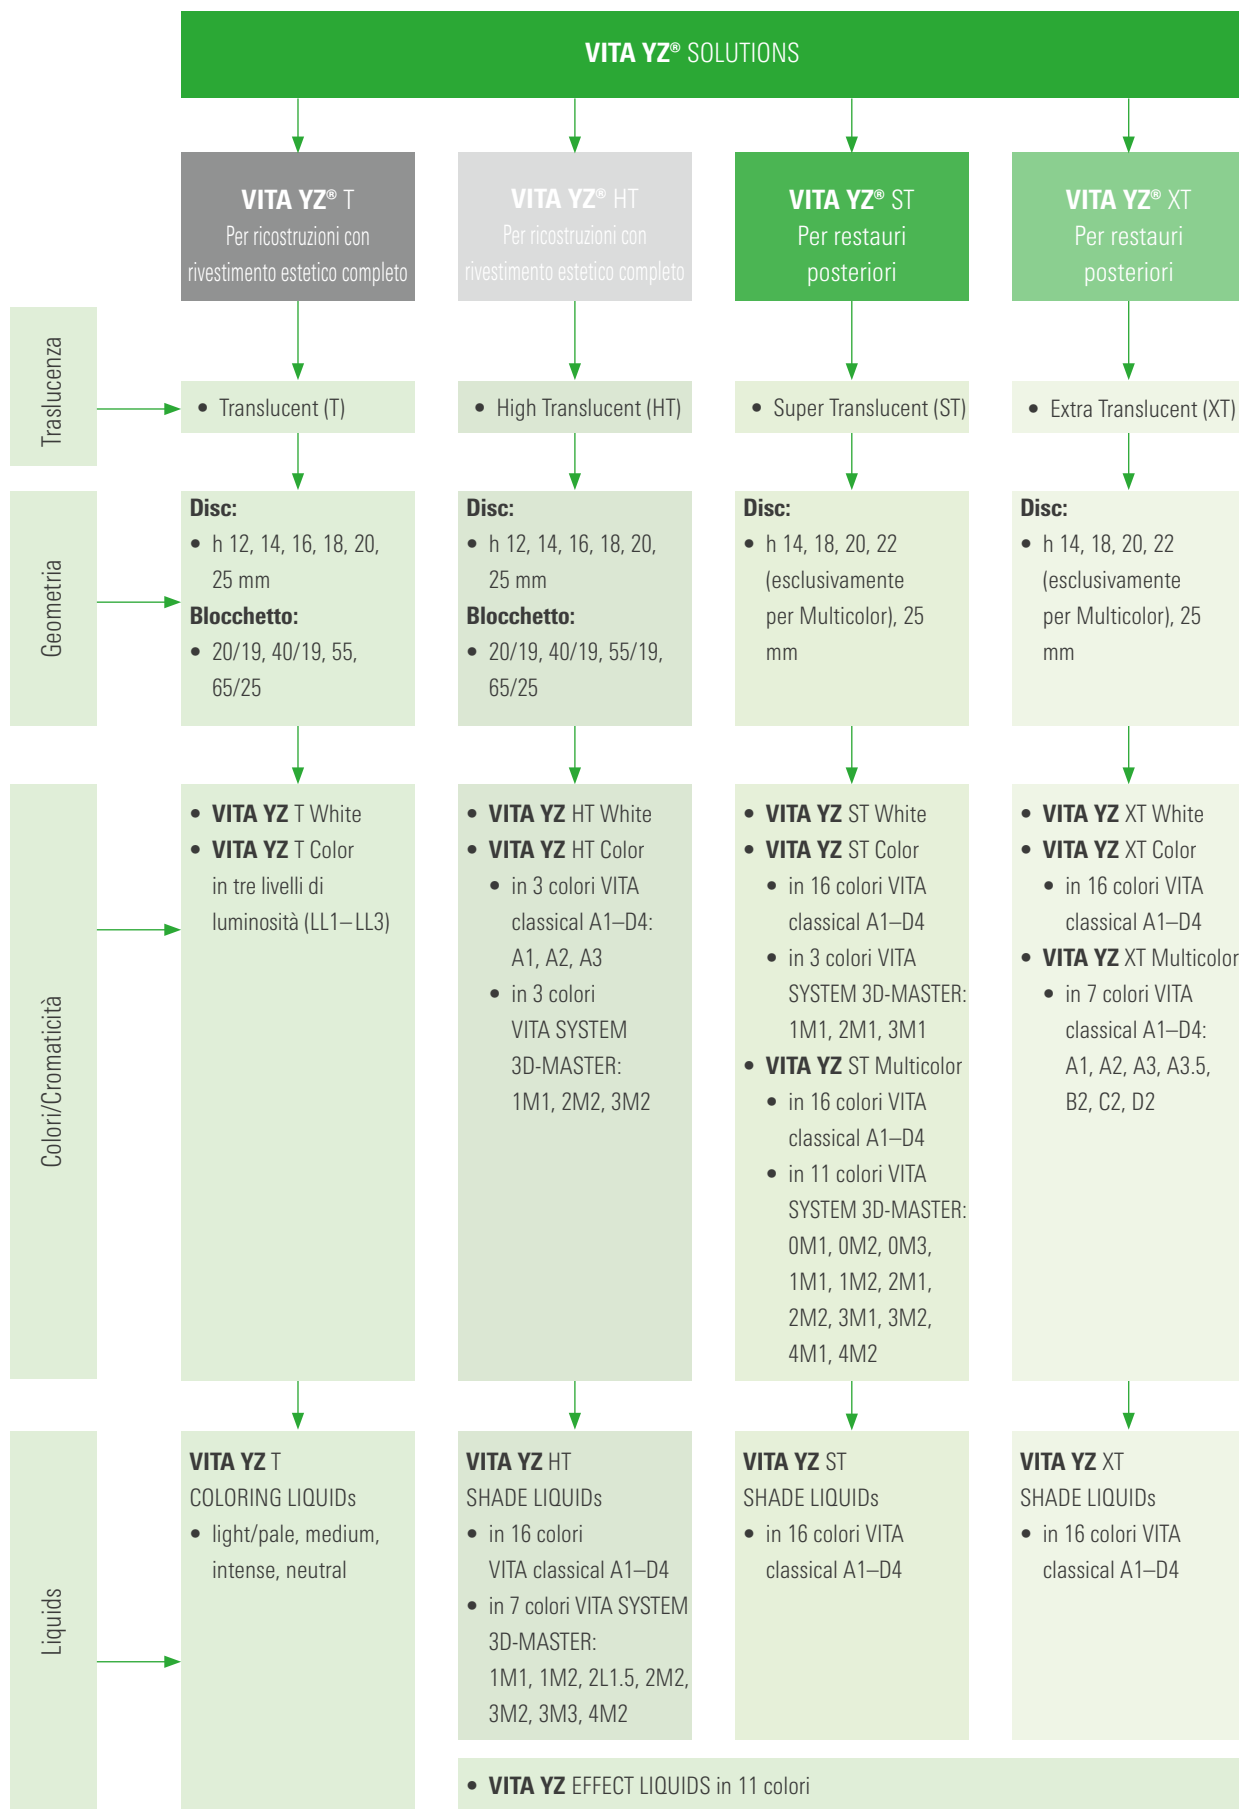 VITA YZ® SOLUTIONS
VITA YZ® T
Per ricostruzioni con
rivestimento estetico completo
VITA YZ® HT
Per ricostruzioni con
rivestimento estetico completo
VITA YZ® ST
Per restauri
posteriori
VITA YZ® XT
Per restauri
posteriori
Traslucenza
• Translucent (T)
• High Translucent (HT)
• Super Translucent (ST)
• Extra Translucent (XT)
Geometria
Disc:
• h 12, 14, 16, 18, 20,
25 mm
Blocchetto:
• 20/19, 40/19, 55,
65/25
Disc:
• h 12, 14, 16, 18, 20,
25 mm
Blocchetto:
• 20/19, 40/19, 55/19,
65/25
Disc:
• h 14, 18, 20, 22
(esclusivamente
per Multicolor), 25
mm
Disc:
• h 14, 18, 20, 22
(esclusivamente
per Multicolor), 25
mm
Colori/Cromaticità
• VITA YZ T White
• VITA YZ T Color
in tre livelli di
luminosità (LL1–LL3)
• VITA YZ HT White
• VITA YZ HT Color
• in 3 colori VITA
classical A1–D4:
A1, A2, A3
• in 3 colori
VITA SYSTEM
3D-MASTER:
1M1, 2M2, 3M2
• VITA YZ ST White
• VITA YZ ST Color
• in 16 colori VITA
classical A1–D4
• in 3 colori VITA
SYSTEM 3D-MASTER:
1M1, 2M1, 3M1
• VITA YZ ST Multicolor
• in 16 colori VITA
classical A1–D4
• in 11 colori VITA
SYSTEM 3D-MASTER:
0M1, 0M2, 0M3,
1M1, 1M2, 2M1,
2M2, 3M1, 3M2,
4M1, 4M2
• VITA YZ XT White
• VITA YZ XT Color
• in 16 colori VITA
classical A1–D4
• VITA YZ XT Multicolor
• in 7 colori VITA
classical A1–D4:
A1, A2, A3, A3.5,
B2, C2, D2
Liquids
VITA YZ T
COLORING LIQUIDs
• light/pale, medium,
intense, neutral
VITA YZ HT
SHADE LIQUIDs
• in 16 colori
VITA classical A1–D4
• in 7 colori VITA SYSTEM
3D-MASTER:
1M1, 1M2, 2L1.5, 2M2,
3M2, 3M3, 4M2
VITA YZ ST
SHADE LIQUIDs
• in 16 colori VITA
classical A1–D4
VITA YZ XT
SHADE LIQUIDs
• in 16 colori VITA
classical A1–D4
• VITA YZ EFFECT LIQUIDS in 11 colori